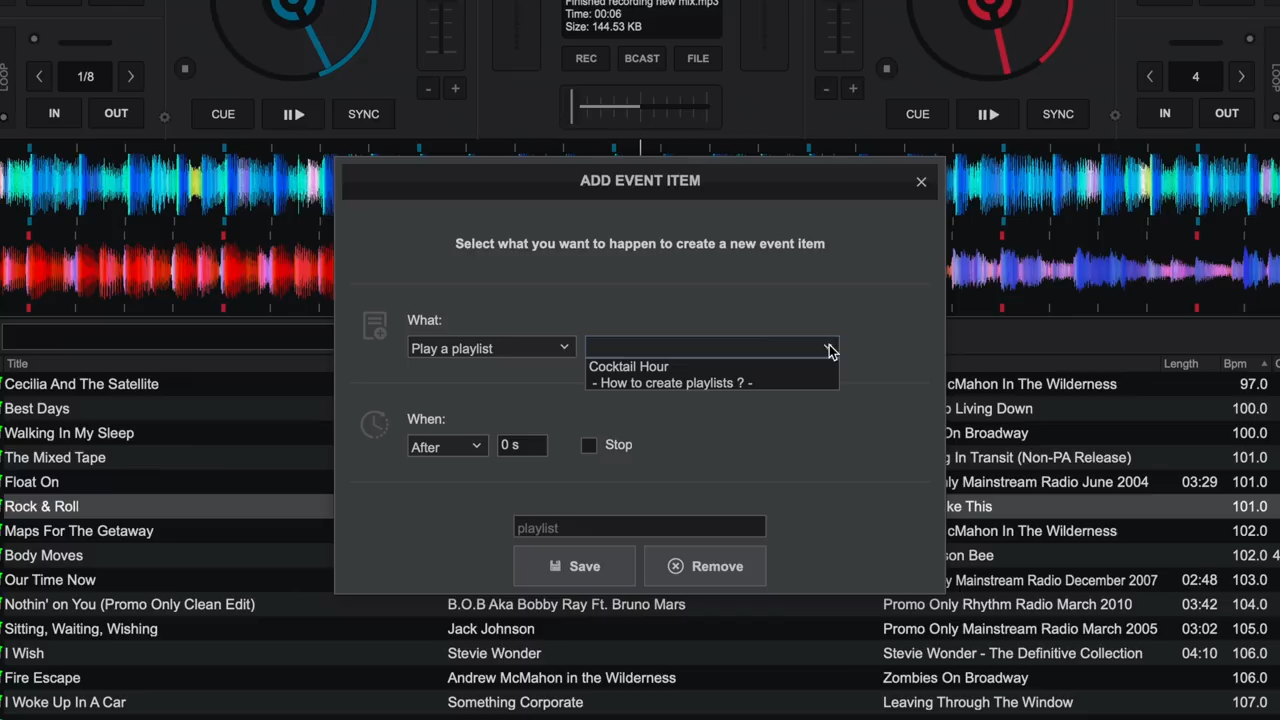 Finished recording new mix.mp3
Time: 00:06
Size: 144.53 KB
REC BCAST FILE
LOOP 1/8 4 LOOP
- + - +
IN OUT CUE SYNC CUE SYNC IN OUT
ADD EVENT ITEM
Select what you want to happen to create a new event item
What:
Play a playlist
Cocktail Hour
- How to create playlists ? -
When:
After 0 s Stop
playlist
Save Remove
Title Length Bpm
Cecilia And The Satellite cMahon In The Wilderness 97.0
Best Days Living Down 100.0
Walking In My Sleep On Broadway 100.0
The Mixed Tape In Transit (Non-PA Release) 101.0
Float On ly Mainstream Radio June 2004 03:29 101.0
Rock & Roll ke This 101.0
Maps For The Getaway cMahon In The Wilderness 102.0
Body Moves son Bee 102.0 4
Our Time Now y Mainstream Radio December 2007 02:48 103.0
Nothin' on You (Promo Only Clean Edit) B.O.B Aka Bobby Ray Ft. Bruno Mars Promo Only Rhythm Radio March 2010 03:42 104.0
Sitting, Waiting, Wishing Jack Johnson Promo Only Mainstream Radio March 2005 03:02 105.0
I Wish Stevie Wonder Stevie Wonder - The Definitive Collection 04:10 106.0
Fire Escape Andrew McMahon in the Wilderness Zombies On Broadway 106.0
I Woke Up In A Car Something Corporate Leaving Through The Window 107.0